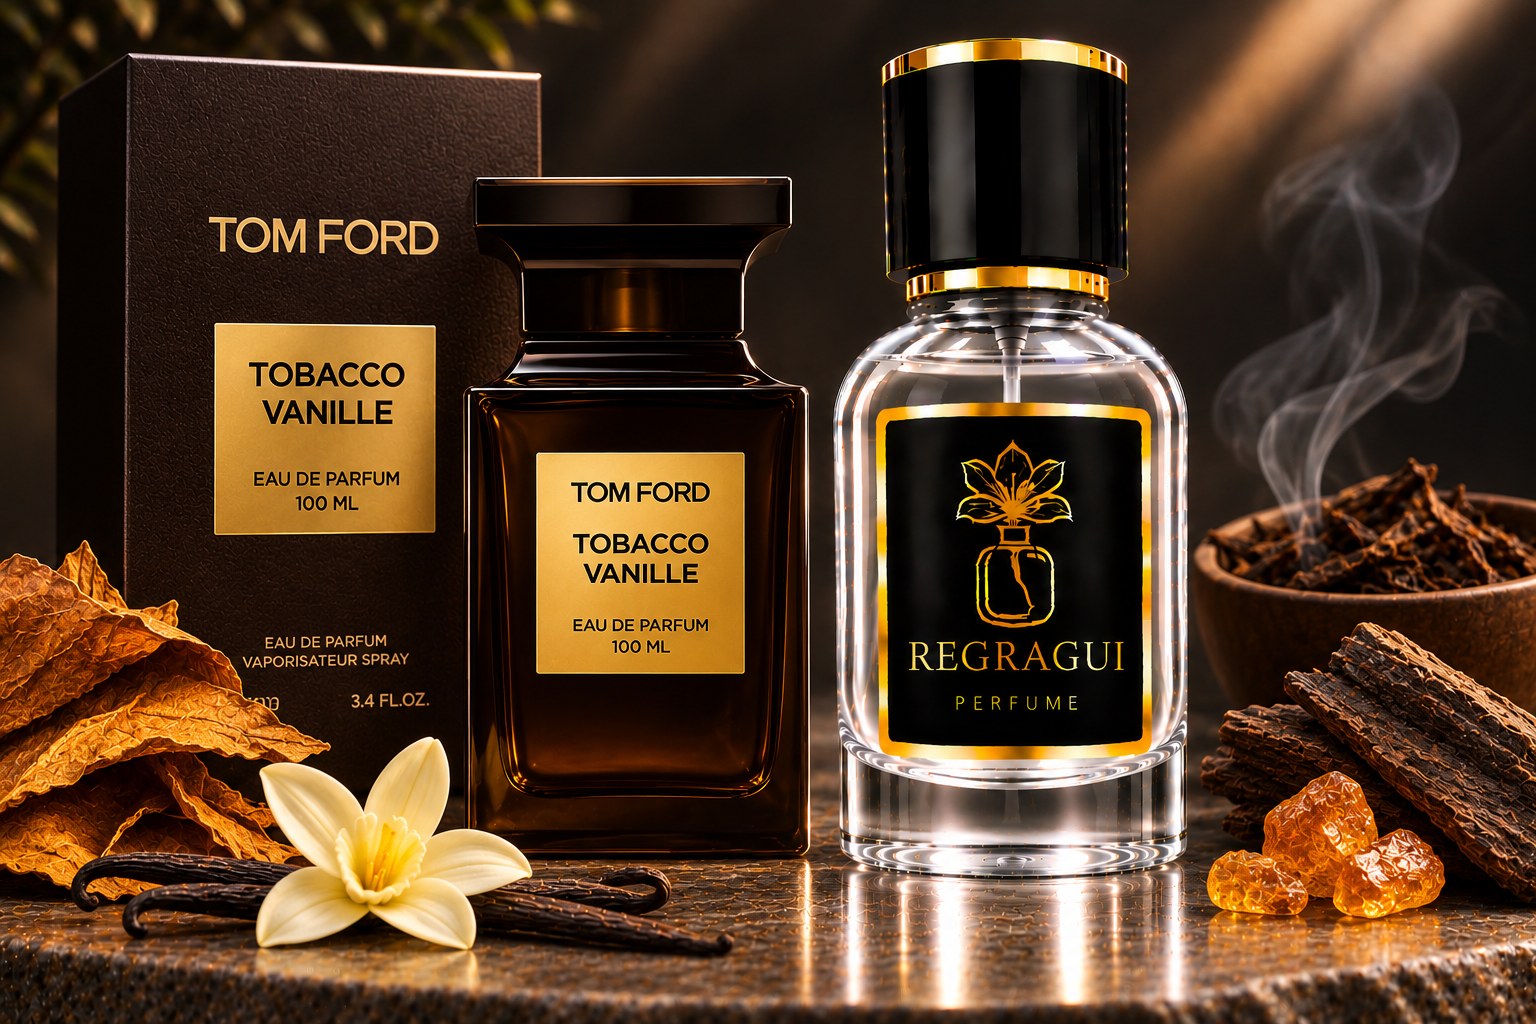 TOM FORD
TOBACCO
VANILLE
EAU DE PARFUM
100 ML
EAU DE PARFUM
VAPORISATEUR SPRAY
3.4 FL.OZ.
TOM FORD
TOBACCO
VANILLE
EAU DE PARFUM
100 ML
REGRAGUI
PERFUME